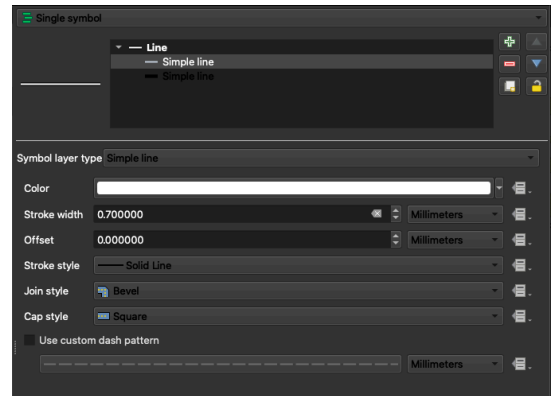 Single symbol
Line
Simple line
Simple line
Symbol layer type Simple line
Color
Stroke width 0.700000 Millimeters
Offset 0.000000 Millimeters
Stroke style Solid Line
Join style Bevel
Cap style Square
Use custom dash pattern
Millimeters